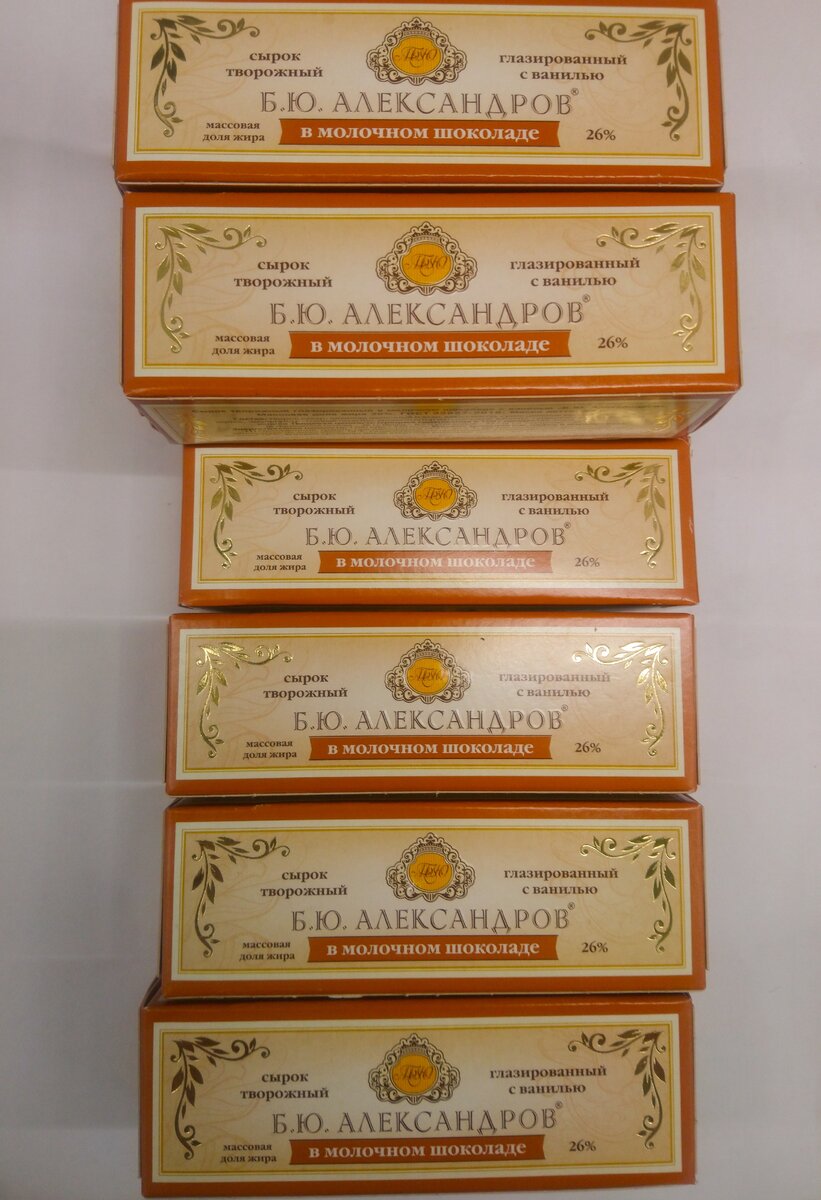 сырок
творожный
глазированный
с ванилью
Б.Ю. АЛЕКСАНДРОВ®
массовая
доля жира
в молочном шоколаде
26%
сырок
творожный
глазированный
с ванилью
Б.Ю. АЛЕКСАНДРОВ®
массовая
доля жира
в молочном шоколаде
26%
сырок
творожный
глазированный
с ванилью
Б.Ю. АЛЕКСАНДРОВ®
массовая
доля жира
в молочном шоколаде
26%
сырок
творожный
глазированный
с ванилью
Б.Ю. АЛЕКСАНДРОВ®
массовая
доля жира
в молочном шоколаде
26%
сырок
творожный
глазированный
с ванилью
Б.Ю. АЛЕКСАНДРОВ®
массовая
доля жира
в молочном шоколаде
26%
сырок
творожный
глазированный
с ванилью
Б.Ю. АЛЕКСАНДРОВ®
массовая
доля жира
в молочном шоколаде
26%